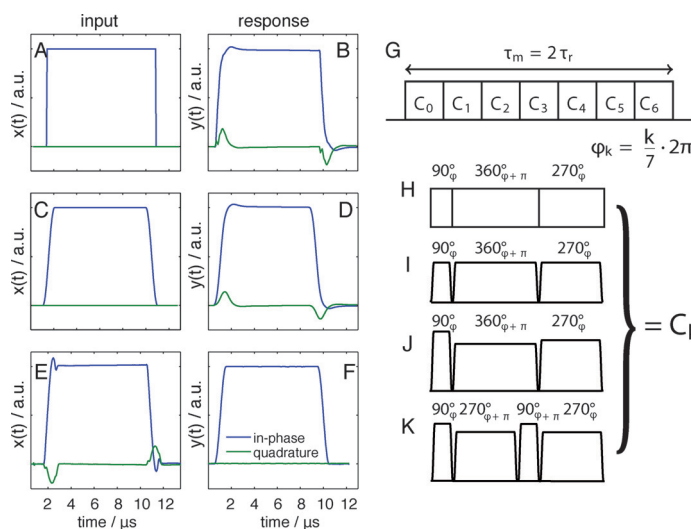 input
response
A
x(t) / a.u.
B
y(t) / a.u.
C
x(t) / a.u.
D
y(t) / a.u.
E
x(t) / a.u.
F
y(t) / a.u.
in-phase
quadrature
2 4 6 8 10 12
2 4 6 8 10 12
time / μs
time / μs
G
τm = 2 τr
C0 C1 C2 C3 C4 C5 C6
φk = k/7 · 2π
H
90°φ 360°φ+π 270°φ
I
90°φ 360°φ+π 270°φ
J
90°φ 360°φ+π 270°φ
K
90°φ 270°φ+π 90°φ+π 270°φ
= C